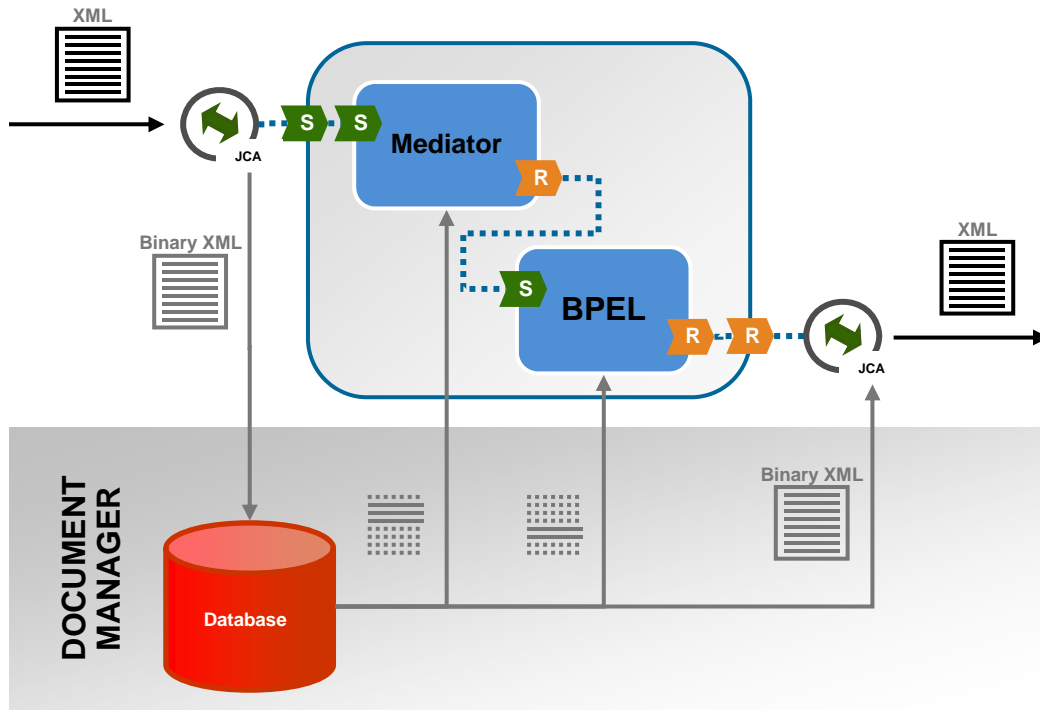 XML
JCA
S
S
Mediator
R
Binary XML
S
BPEL
R
R
XML
JCA
DOCUMENT
MANAGER
Binary XML
Database